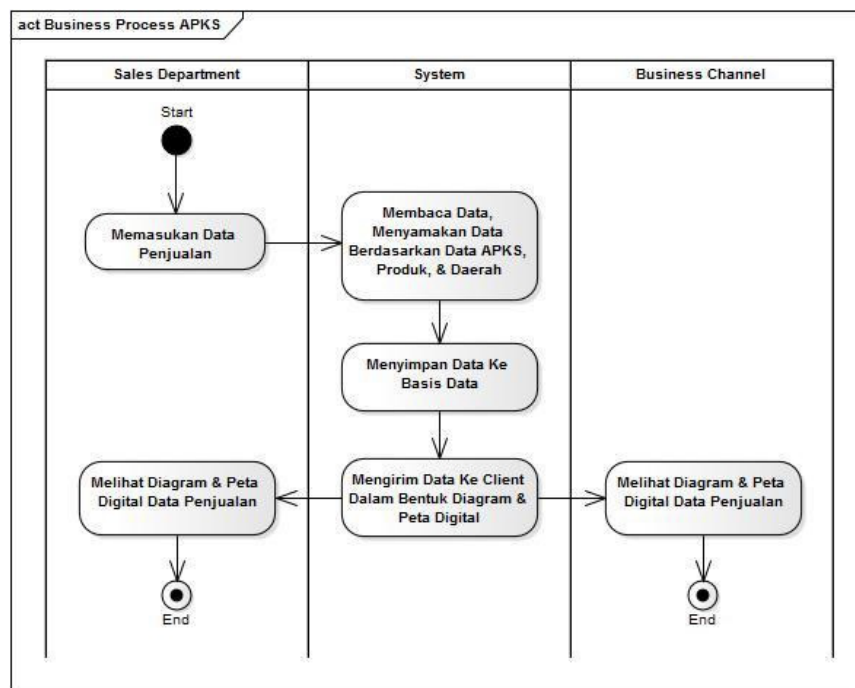 act Business Process APKS
Sales Department
System
Business Channel
Start
Memasukan Data
Penjualan
Membaca Data,
Menyamakan Data
Berdasarkan Data APKS,
Produk, & Daerah
Menyimpan Data Ke
Basis Data
Melihat Diagram & Peta
Digital Data Penjualan
Mengirim Data Ke Client
Dalam Bentuk Diagram &
Peta Digital
Melihat Diagram & Peta
Digital Data Penjualan
End
End